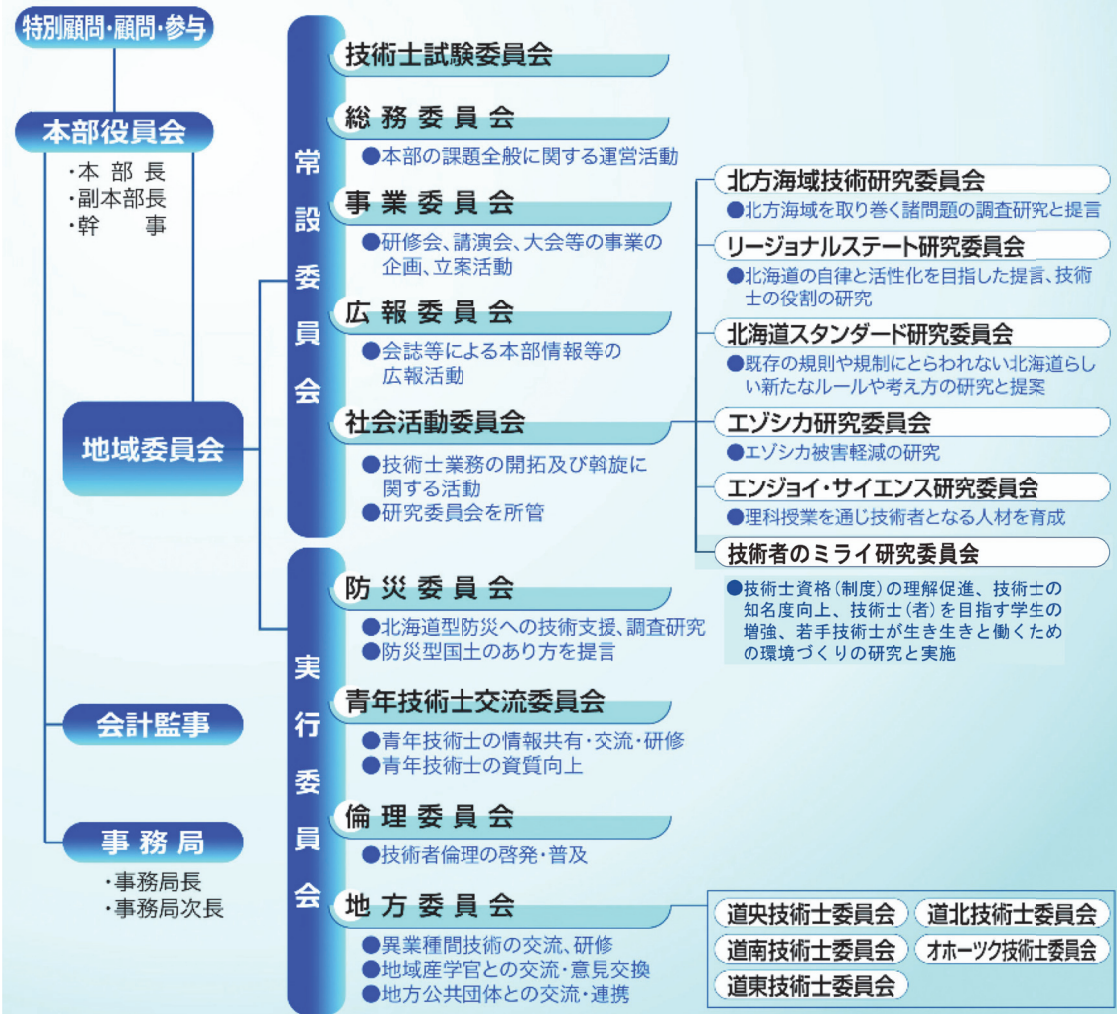 特別顧問・顧問・参与
本部役員会
・本部長
・副本部長
・幹事
地域委員会
会計監事
事務局
・事務局長
・事務局次長
常設委員会
技術士試験委員会
総務委員会
●本部の課題全般に関する運営活動
事業委員会
●研修会、講演会、大会等の事業の
企画、立案活動
広報委員会
●会誌等による本部情報等の
広報活動
社会活動委員会
●技術士業務の開拓及び斡旋に
関する活動
●研究委員会を所管
北方海域技術研究委員会
●北方海域を取り巻く諸問題の調査研究と提言
リージョナルステート研究委員会
●北海道の自律と活性化を目指した提言、技術
士の役割の研究
北海道スタンダード研究委員会
●既存の規則や規制にとらわれない北海道らし
い新たなルールや考え方の研究と提案
エゾシカ研究委員会
●エゾシカ被害軽減の研究
エンジョイ・サイエンス研究委員会
●理科授業を通じ技術者となる人材を育成
技術者のミライ研究委員会
●技術士資格(制度)の理解促進、技術士の
知名度向上、技術士(者)を目指す学生の
増強、若手技術士が生き生きと働くため
の環境づくりの研究と実施
実行委員会
防災委員会
●北海道型防災への技術支援、調査研究
●防災型国土のあり方を提言
青年技術士交流委員会
●青年技術士の情報共有・交流・研修
●青年技術士の資質向上
倫理委員会
●技術者倫理の啓発・普及
地方委員会
●異業種間技術の交流、研修
●地域産学官との交流・意見交換
●地方公共団体との交流・連携
道央技術士委員会
道北技術士委員会
道南技術士委員会
オホーツク技術士委員会
道東技術士委員会